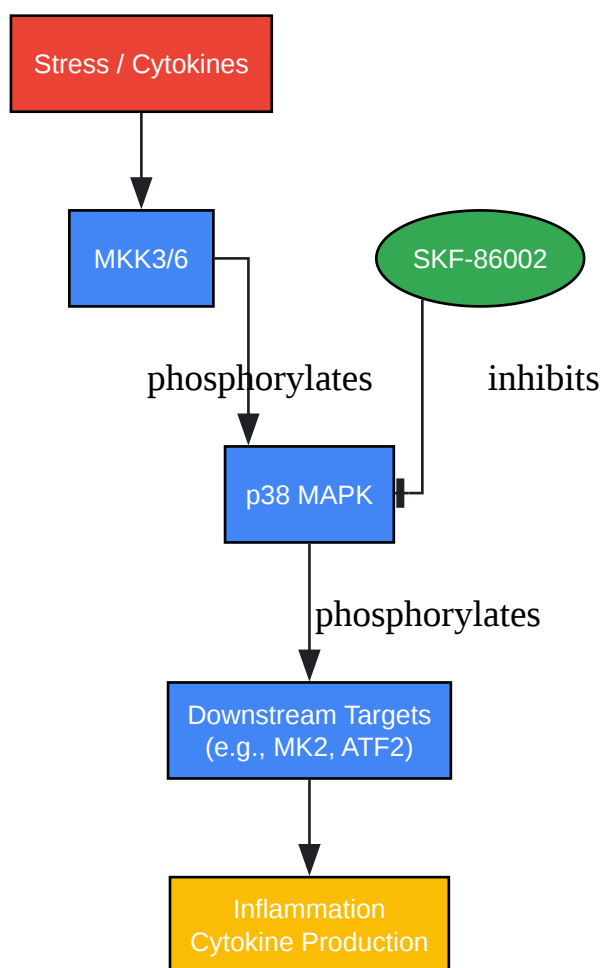 Stress / Cytokines
MKK3/6
SKF-86002
phosphorylates
inhibits
p38 MAPK
phosphorylates
Downstream Targets
(e.g., MK2, ATF2)
Inflammation
Cytokine Production